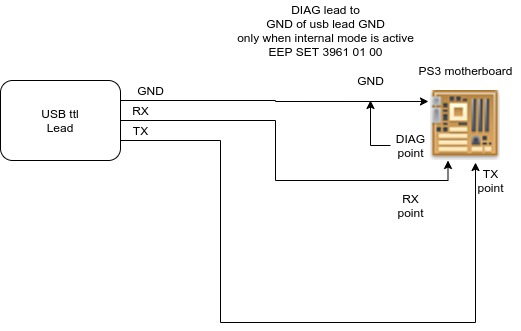 DIAG lead to
GND of usb lead GND
only when internal mode is active
EEP SET 3961 01 00
PS3 motherboard
GND
GND
USB ttl
Lead
RX
TX
DIAG
point
TX
point
RX
point